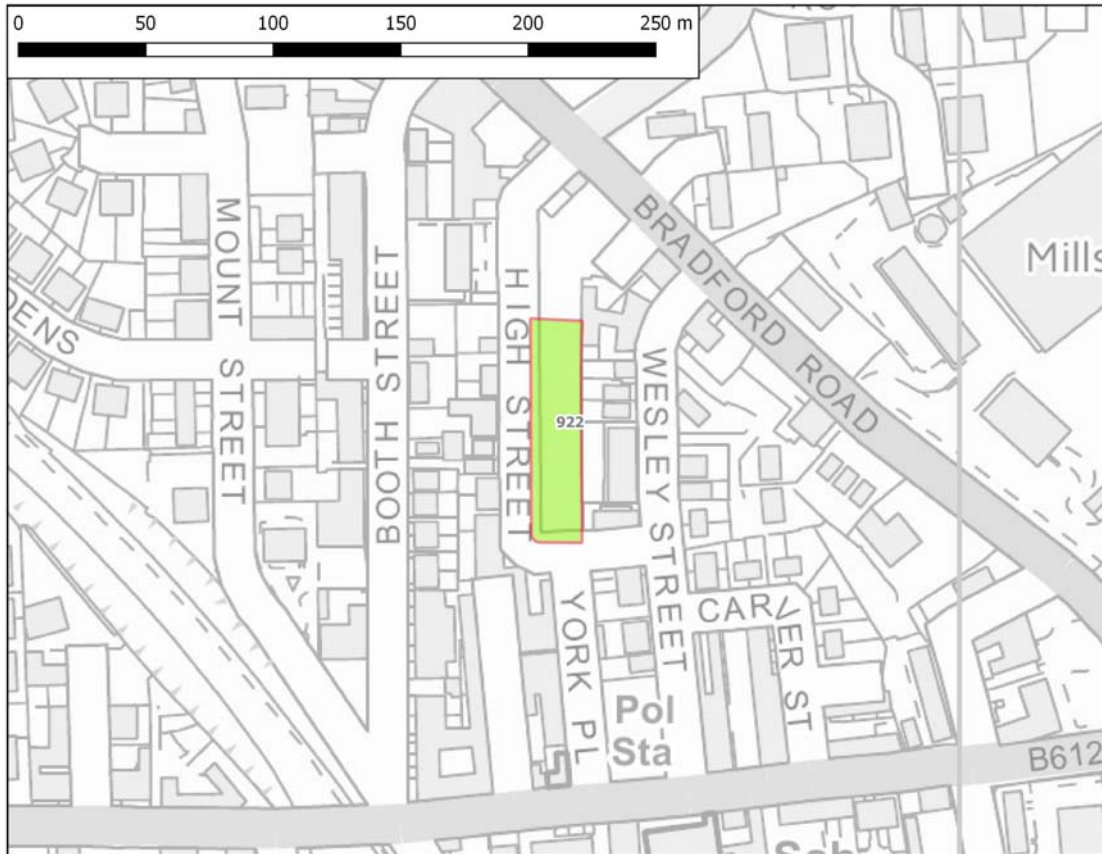 0 50 100 150 200 250 m
MOUNT STREET
BOOTH STREET
HIGH STREET
BRADFORD ROAD
Mills
DENS
WESLEY STREET
922
CARVER ST
YORK PL
Pol
Sta
B612